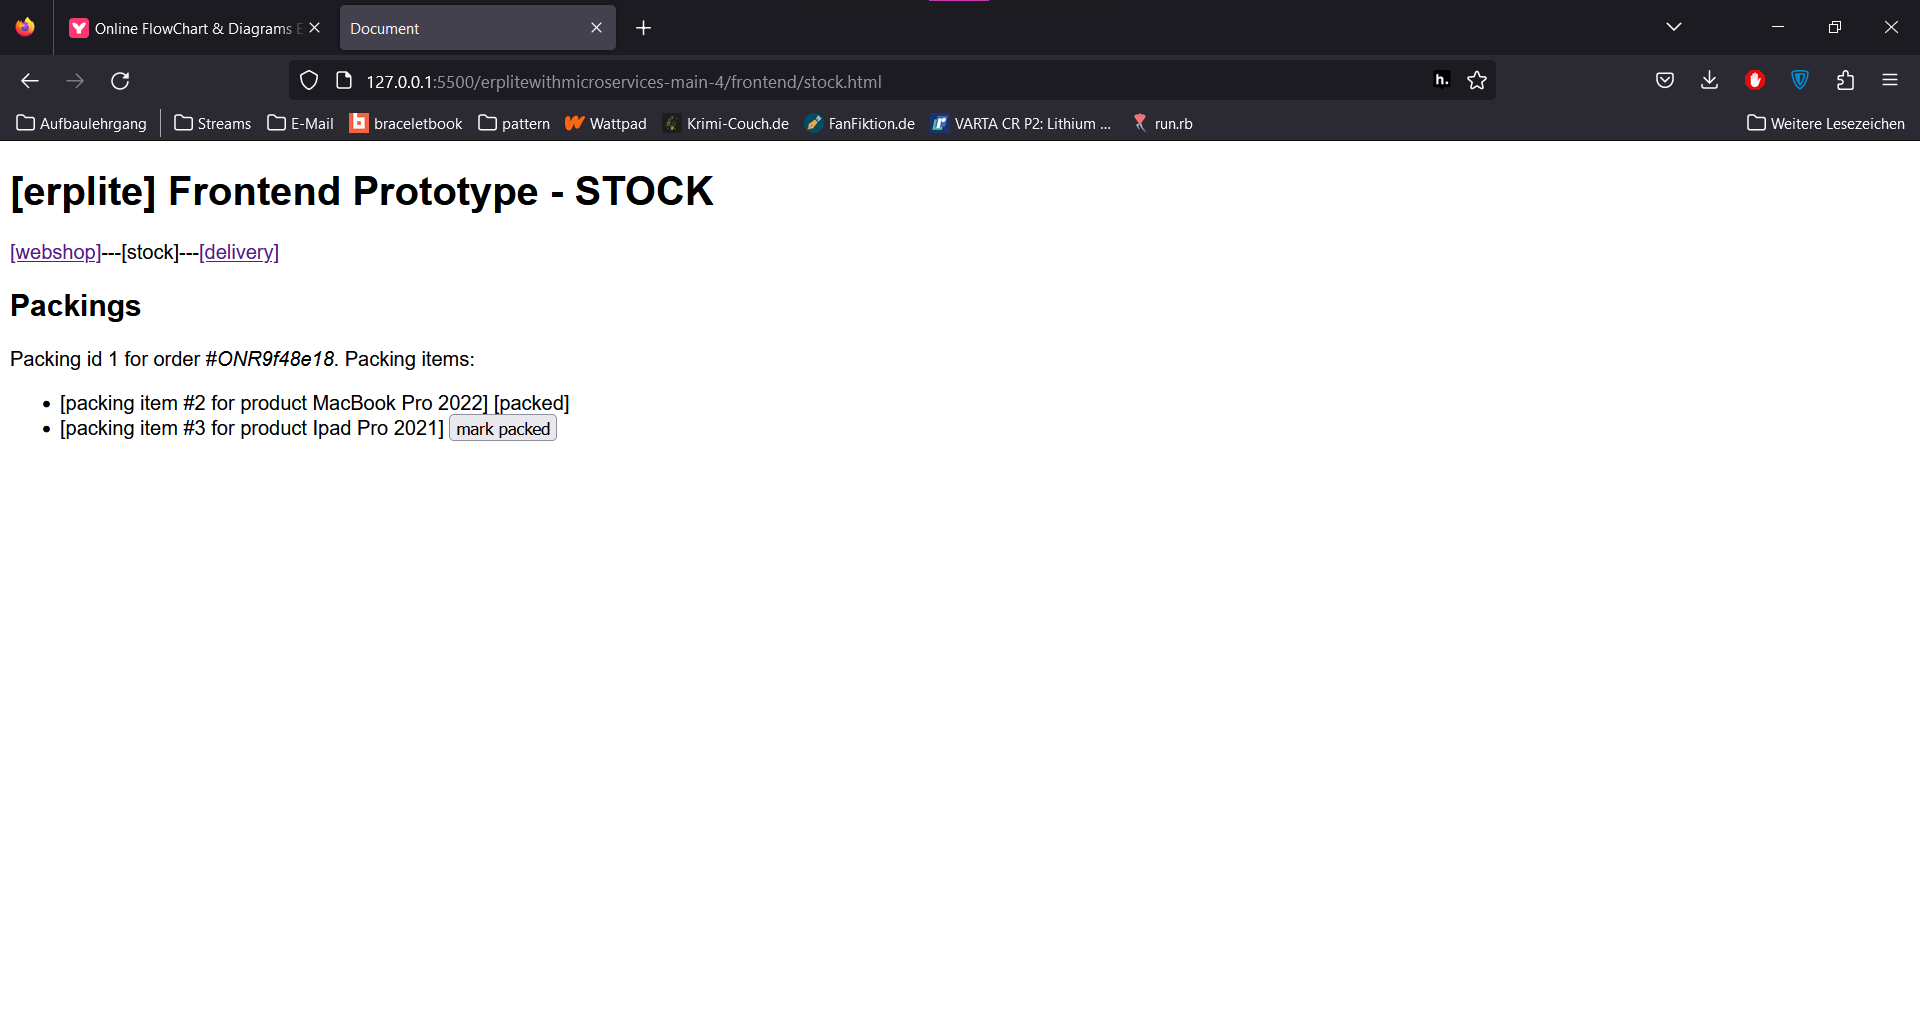 Online FlowChart & Diagrams E
Document
127.0.0.1:5500/erplitewithmicroservices-main-4/frontend/stock.html
h.
Aufbaulehrgang
Streams
E-Mail
braceletbook
pattern
Wattpad
Krimi-Couch.de
FanFiktion.de
VARTA CR P2: Lithium ...
run.rb
Weitere Lesezeichen
[erplite] Frontend Prototype - STOCK
[webshop]---[stock]---[delivery]
Packings
Packing id 1 for order #ONR9f48e18. Packing items:
• [packing item #2 for product MacBook Pro 2022] [packed]
• [packing item #3 for product Ipad Pro 2021] mark packed